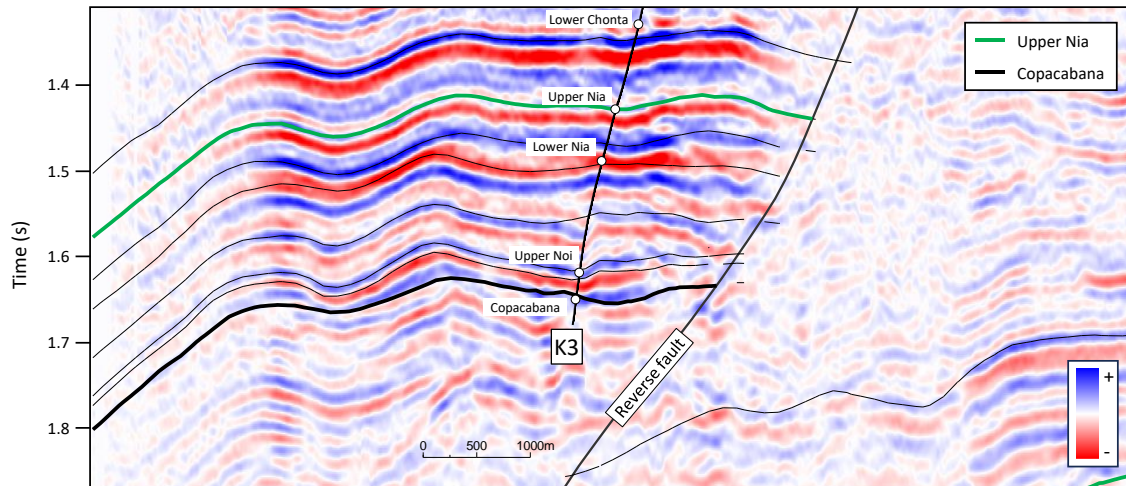 Lower Chonta
Upper Nia
Copacabana
1.4
Upper Nia
Lower Nia
1.5
Time (s)
1.6
Upper Noi
Copacabana
1.7
K3
Reverse fault
+
-
1.8
0 500 1000m